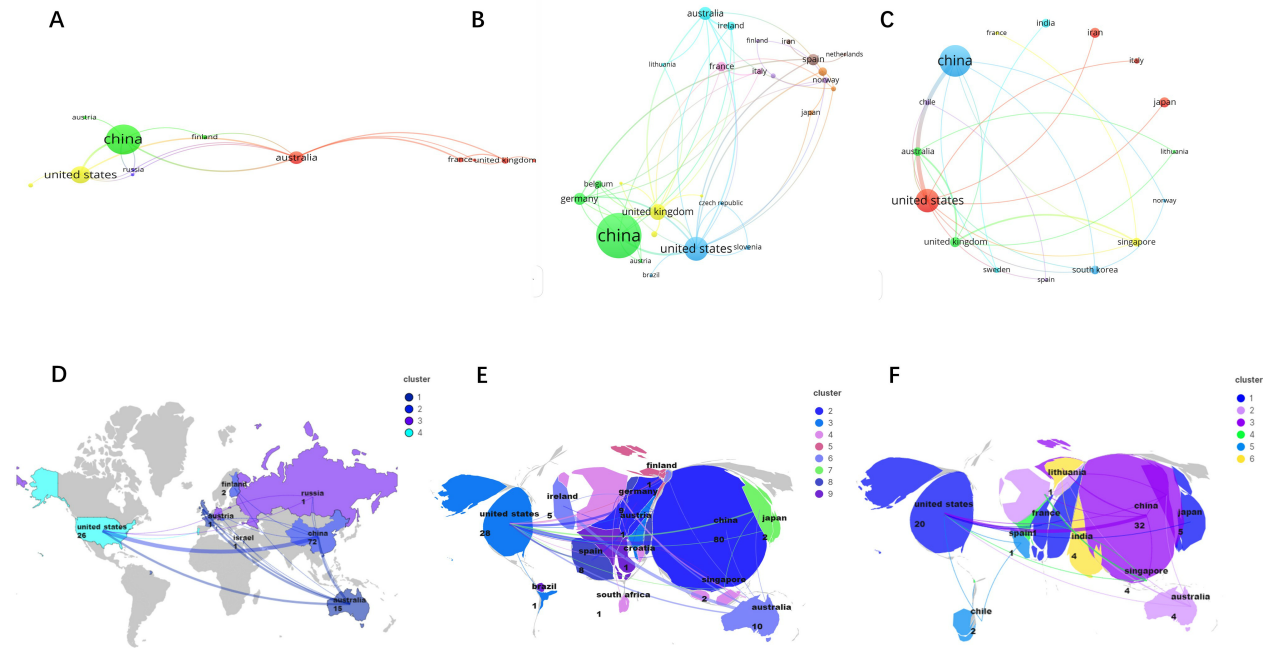 A
austria
china
finland
united states
russia
australia
france
united kingdom
B
australia
ireland
finland
iran
netherlands
spain
lithuania
france
italy
norway
japan
belgium
germany
united kingdom
czech republic
china
united states
slovenia
austria
brazil
C
india
france
iran
china
italy
chile
japan
australia
lithuania
united states
norway
united kingdom
singapore
sweden
south korea
spain
D
cluster
1
2
3
4
finland
2
russia
1
austria
1
united states
26
israel
1
china
72
australia
15
E
cluster
2
3
4
5
6
7
8
9
finland
1
germany
9
ireland
5
united states
28
austria
1
china
80
japan
2
spain
6
croatia
1
brazil
1
south africa
1
singapore
2
australia
10
F
cluster
1
2
3
4
5
6
lithuania
1
united states
20
france
china
32
japan
5
spain
1
india
4
singapore
4
australia
4
chile
2